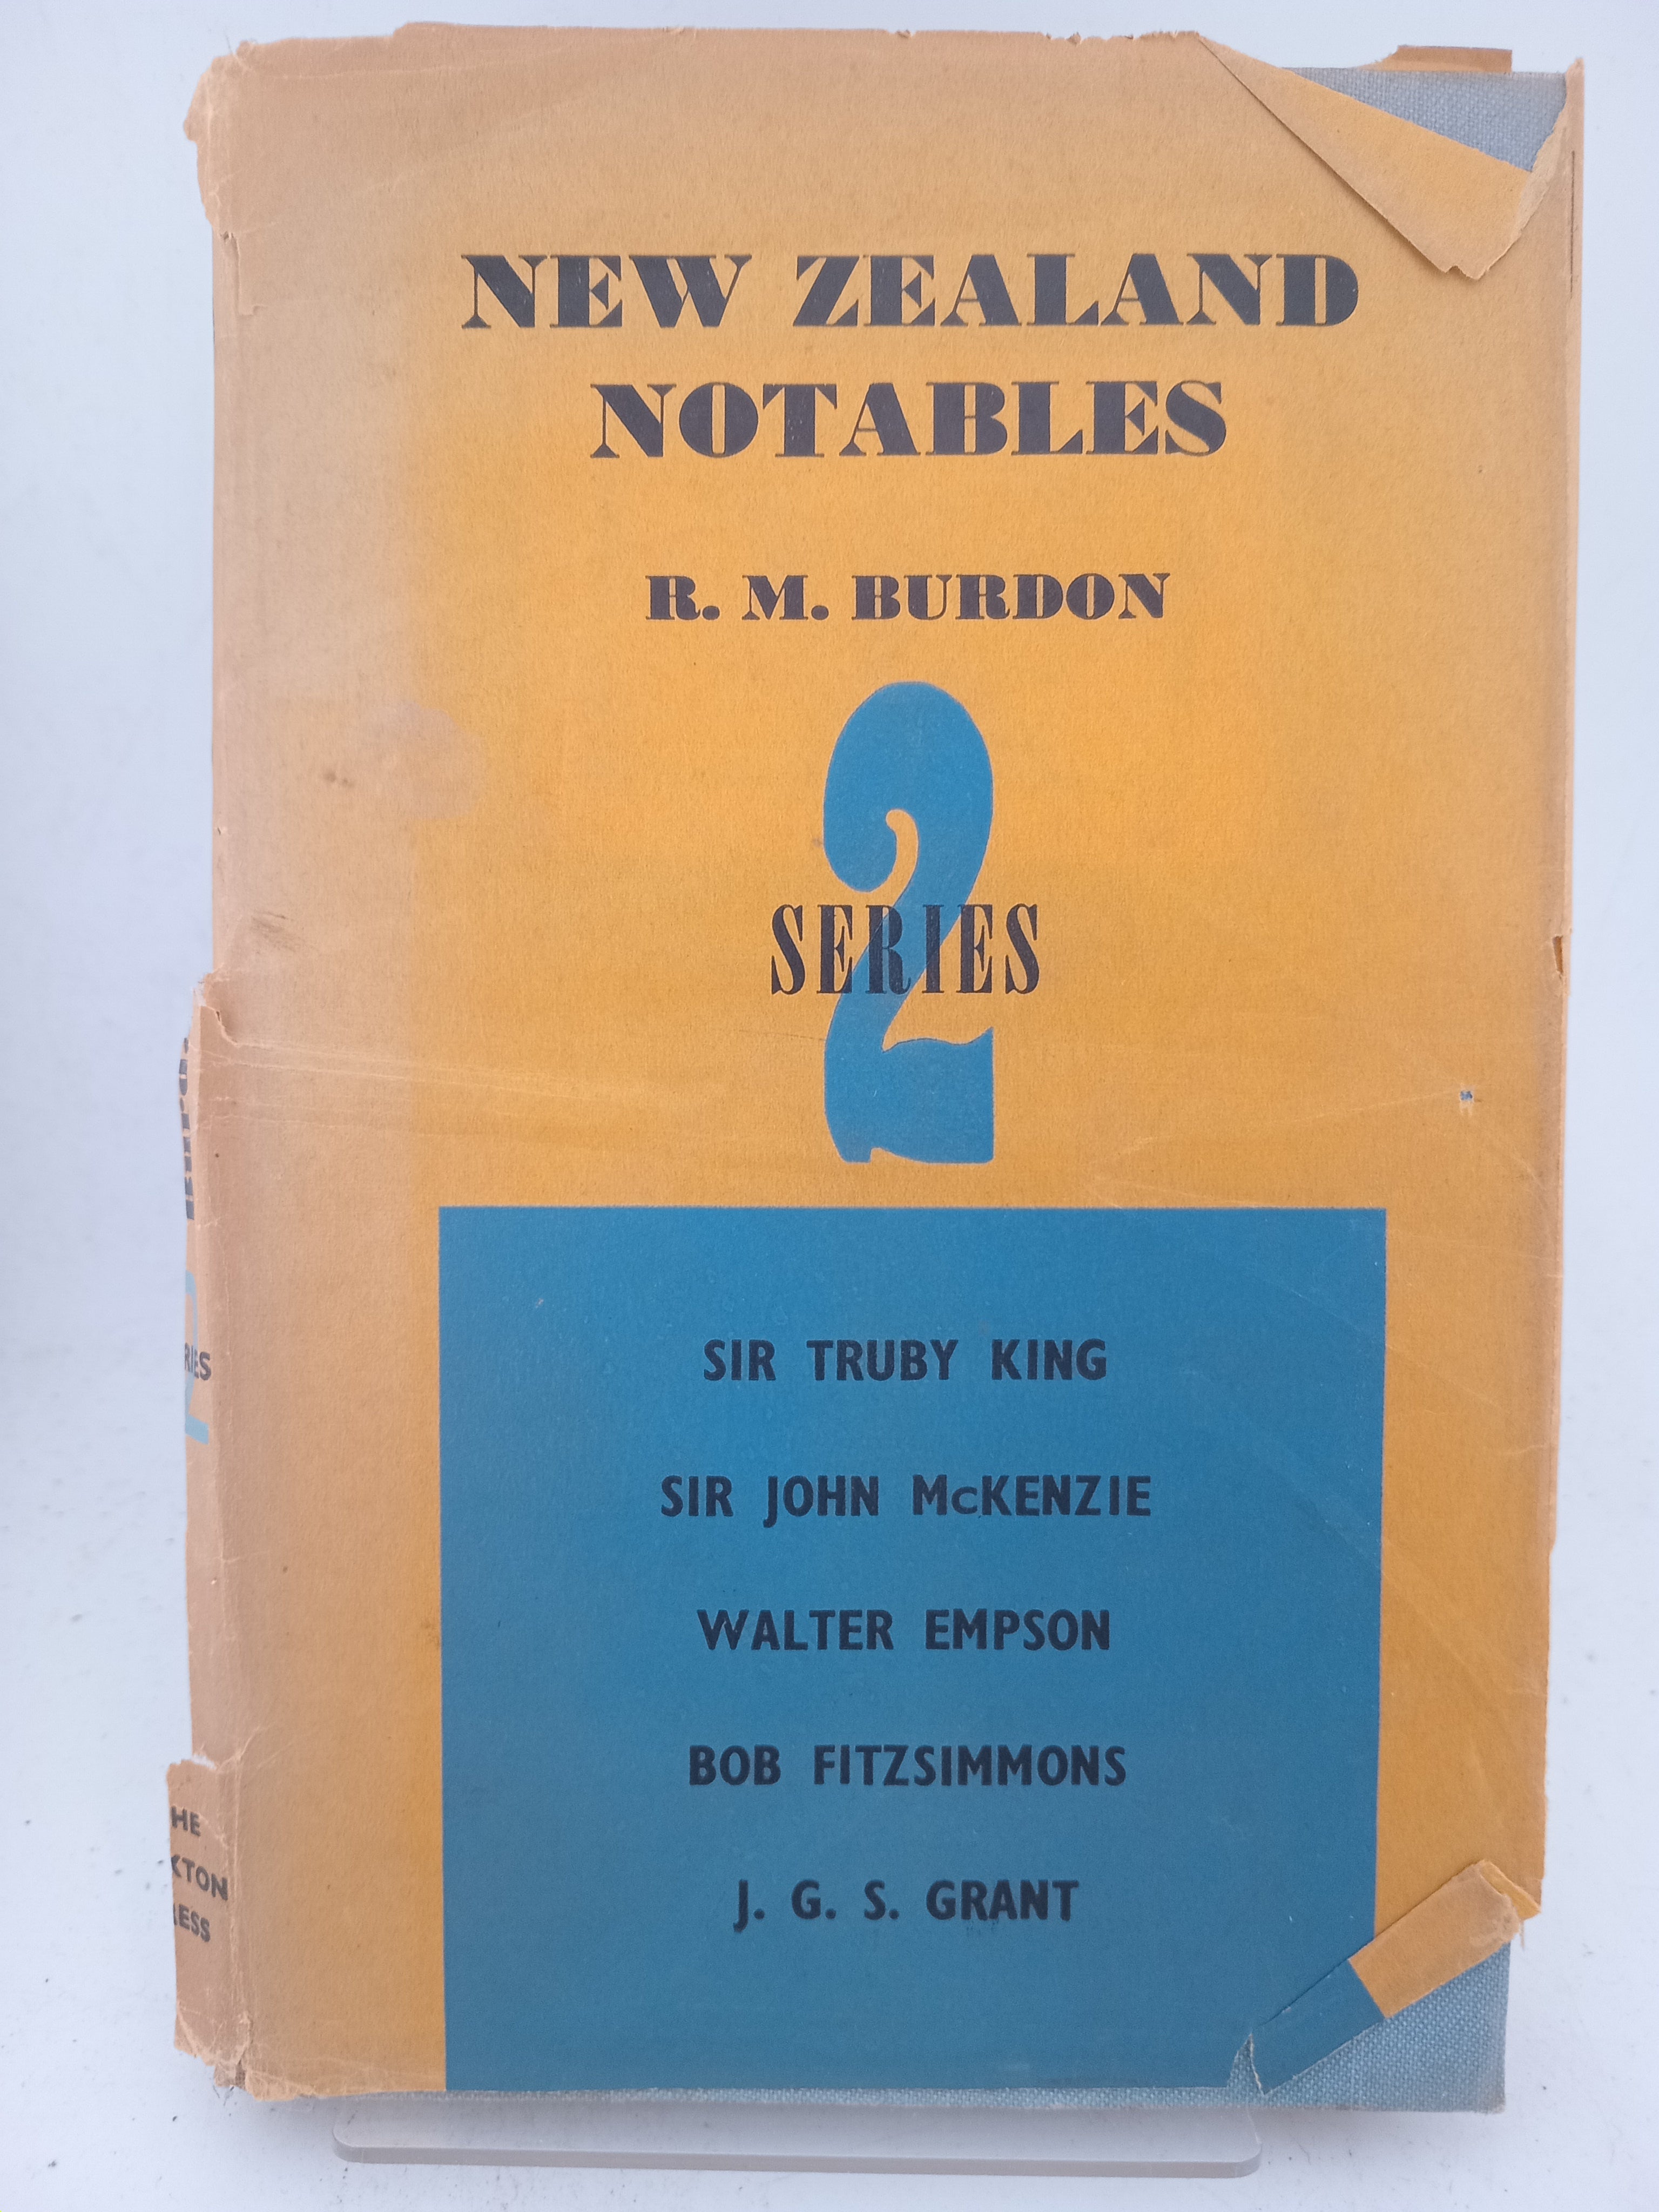 NEW ZEALAND
NOTABLES
R. M. BURDON
2
SERIES
SIR TRUBY KING
SIR JOHN McKENZIE
WALTER EMPSON
BOB FITZSIMMONS
J. G. S. GRANT